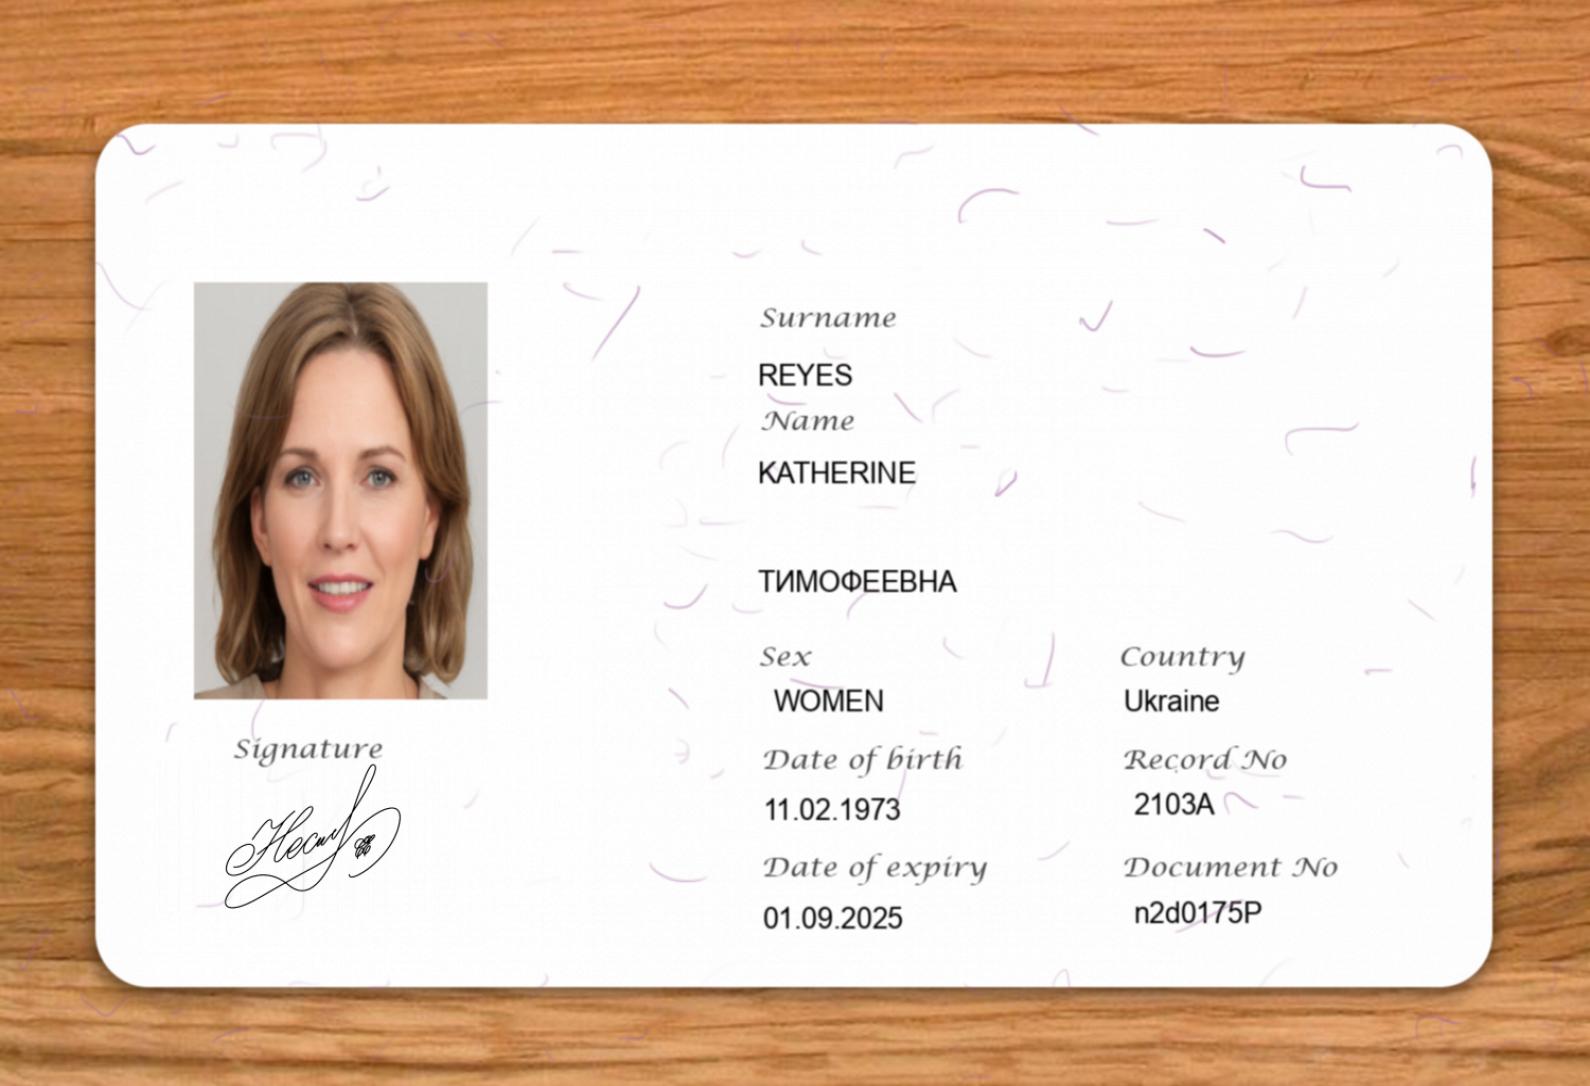 Surname
REYES
Name
KATHERINE
ТИМОФЕЕВНА
Sex
Country
WOMEN
Ukraine
Date of birth
Record No
11.02.1973
2103A
Date of expiry
Document No
01.09.2025
n2d0175P
Signature